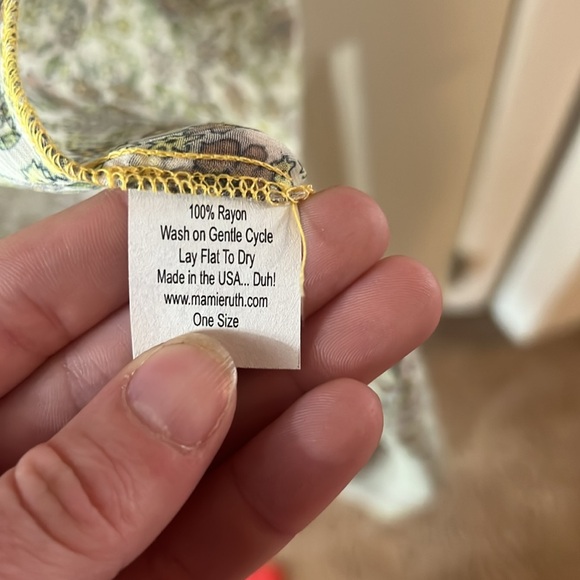 100% Rayon
Wash on Gentle Cycle
Lay Flat To Dry
Made in the USA... Duh!
www.mamieruth.com
One Size